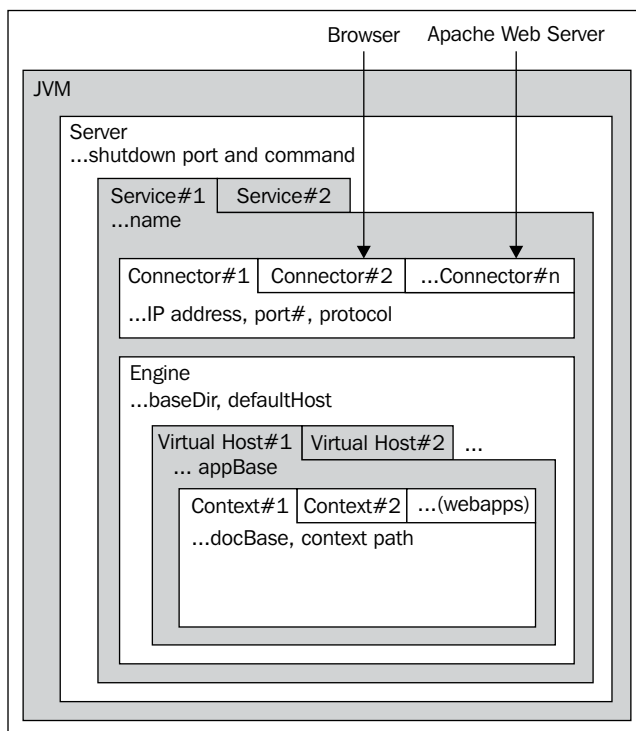 Browser Apache Web Server
JVM
Server
...shutdown port and command
Service#1 Service#2
...name
Connector#1 Connector#2 ...Connector#n
...IP address, port#, protocol
Engine
...baseDir, defaultHost
Virtual Host#1 Virtual Host#2 ...
... appBase
Context#1 Context#2 ...(webapps)
...docBase, context path